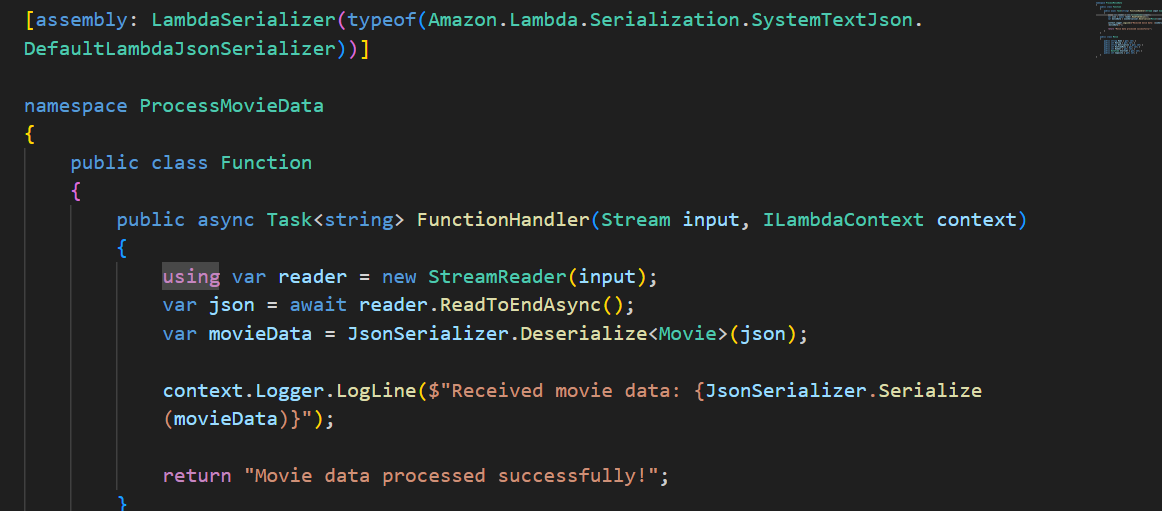 [assembly: LambdaSerializer(typeof(Amazon.Lambda.Serialization.SystemTextJson.
DefaultLambdaJsonSerializer))]
namespace ProcessMovieData
{
public class Function
{
public async Task<string> FunctionHandler(Stream input, ILambdaContext context)
{
using var reader = new StreamReader(input);
var json = await reader.ReadToEndAsync();
var movieData = JsonSerializer.Deserialize<Movie>(json);
context.Logger.LogLine($"Received movie data: {JsonSerializer.Serialize
(movieData)}");
return "Movie data processed successfully!";
}